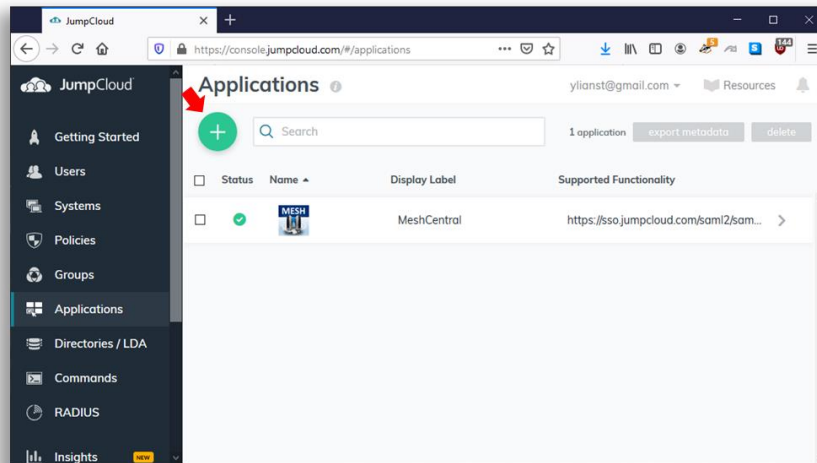 JumpCloud
https://console.jumpcloud.com/#/applications
144
JumpCloud
Applications
ylianst@gmail.com
Resources
Getting Started
Users
Systems
Policies
Groups
Applications
Directories / LDA
Commands
RADIUS
Insights
NEW
Search
1 application
export metadata
delete
Status Name Display Label Supported Functionality
MESH
MeshCentral
https://sso.jumpcloud.com/saml2/sam...